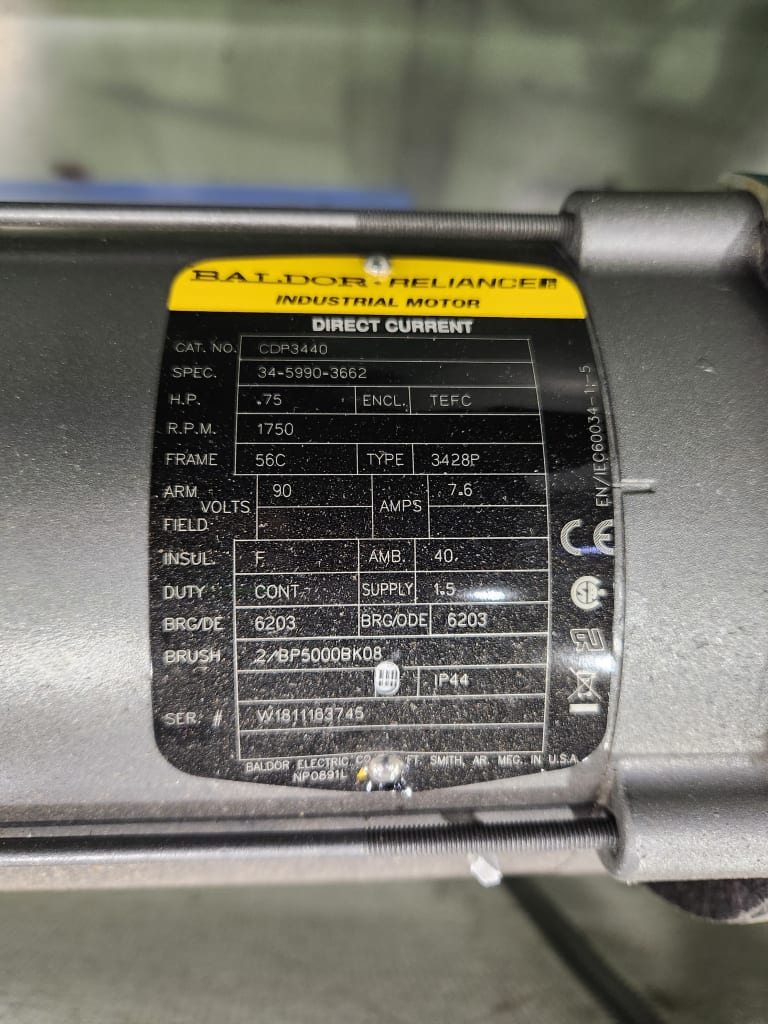 BALDOR • RELIANCE
INDUSTRIAL MOTOR
DIRECT CURRENT
CAT. NO. CDP3440
SPEC. 34-5990-3662
H.P. .75 ENCL. TEFC
R.P.M. 1750
FRAME 56C TYPE 3428P
ARM VOLTS 90 AMPS 7.6
FIELD
INSUL. F AMB. 40
DUTY CONT SUPPLY 1.5
BRG/DE 6203 BRG/ODE 6203
BRUSH 2/BP5000BK08
IP44
SER. # W1811183745
BALDOR ELECTRIC FT. SMITH, AR. MFG. IN U.S.A.
NP0891L
EN/IEC60034-1;-5
CE